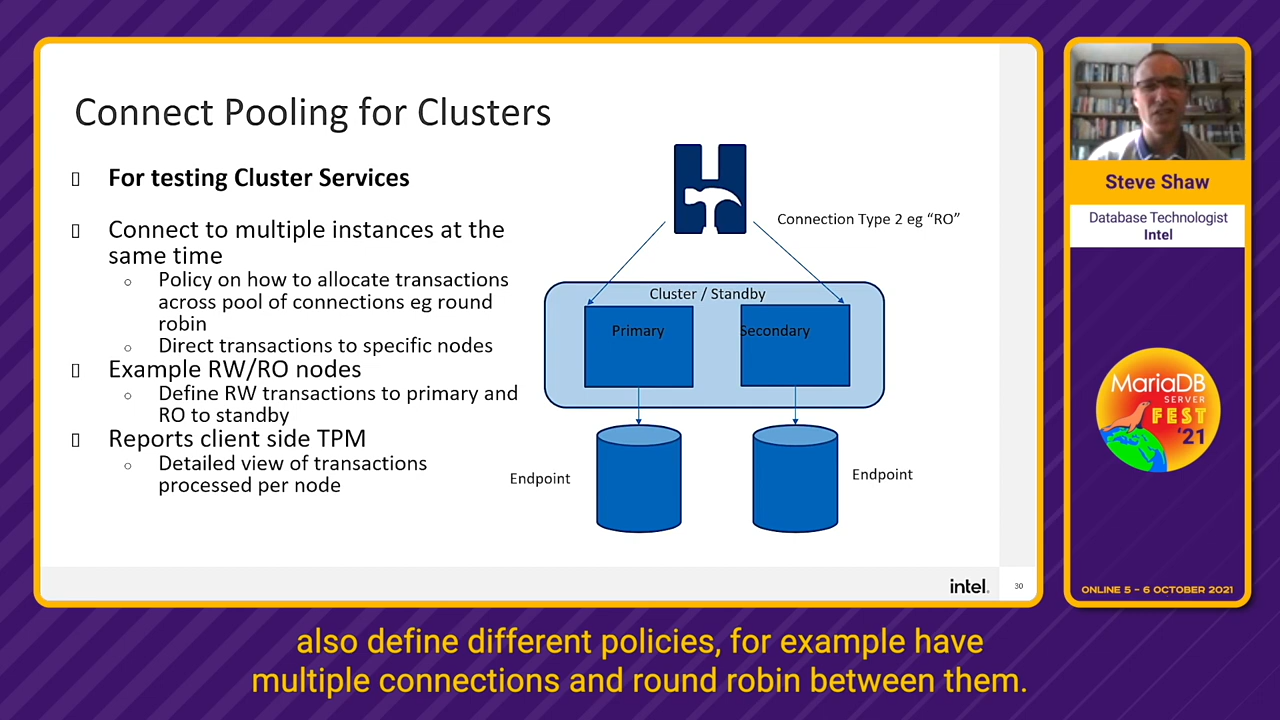 Connect Pooling for Clusters
For testing Cluster Services
Connect to multiple instances at the
same time
Policy on how to allocate transactions
across pool of connections eg round
robin
Direct transactions to specific nodes
Example RW/RO nodes
Define RW transactions to primary and
RO to standby
Reports client side TPM
Detailed view of transactions
processed per node
Connection Type 2 eg “RO”
Cluster / Standby
Primary
Secondary
Endpoint
Endpoint
intel.
30
Steve Shaw
Database Technologist
Intel
MariaDB
SERVER
FEST
'21
ONLINE 5 - 6 OCTOBER 2021
also define different policies, for example have
multiple connections and round robin between them.